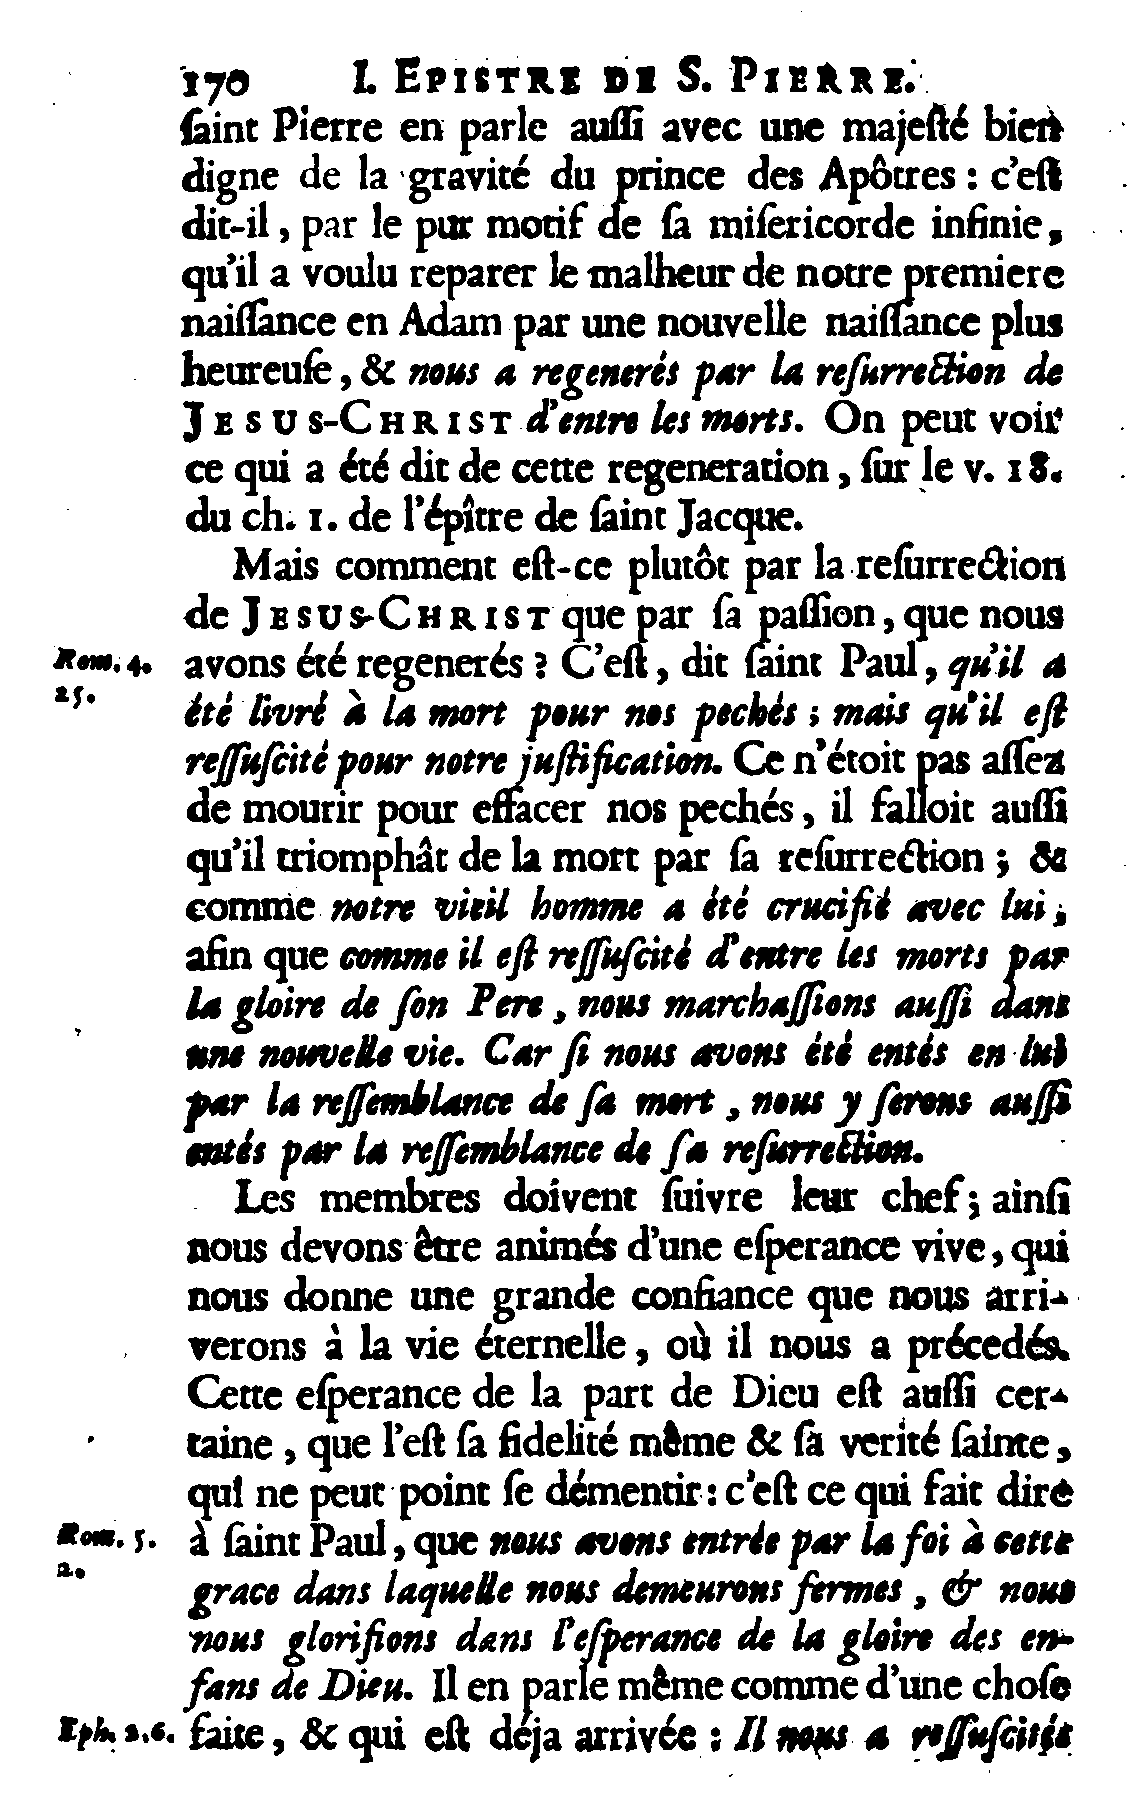 170 I. EPISTRE DE S. PIERRE.
ſaint Pierre en parle auſſi avec une majeſté bien
digne de la gravité du prince des Apôtres : c'eſt
dit-il, par le pur motif de ſa miſericorde infinie,
qu'il a voulu reparer le malheur de notre premiere
naiſſance en Adam par une nouvelle naiſſance plus
heureuſe, & nous a regenerés par la reſurrection de
JESUS-CHRIST d'entre les morts. On peut voir
ce qui a été dit de cette regeneration, ſur le v. 18.
du ch. 1. de l'épître de ſaint Jacque.
Mais comment eſt-ce plutôt par la reſurrection
de JESUS-CHRIST que par ſa paſſion, que nous
Rom. 4. avons été regenerés ? C'eſt, dit ſaint Paul, qu'il a
25. été livré à la mort pour nos pechés ; mais qu'il eſt
reſſuſcité pour notre juſtification. Ce n'étoit pas aſſez
de mourir pour effacer nos pechés, il falloit auſſi
qu'il triomphât de la mort par ſa reſurrection ; &
comme notre vieil homme a été crucifié avec lui,
afin que comme il eſt reſſuſcité d'entre les morts par
la gloire de ſon Pere, nous marchaſſions auſſi dans
une nouvelle vie. Car ſi nous avons été entés en lui
par la reſſemblance de ſa mort, nous y ſerons auſſi
entés par la reſſemblance de ſa reſurrection.
Les membres doivent ſuivre leur chef ; ainſi
nous devons être animés d'une eſperance vive, qui
nous donne une grande confiance que nous arri-
verons à la vie éternelle, où il nous a précedés.
Cette eſperance de la part de Dieu eſt auſſi cer-
taine, que l'eſt ſa fidelité même & ſa verité ſainte,
qui ne peut point ſe démentir : c'eſt ce qui fait dire
Rom. 5. à ſaint Paul, que nous avons entrée par la foi à cette
2. grace dans laquelle nous demeurons fermes, & nous
nous glorifions dans l'eſperance de la gloire des en-
fans de Dieu. Il en parle même comme d'une choſe
Eph. 2.6. faite, & qui eſt déja arrivée : Il nous a reſſuſcités